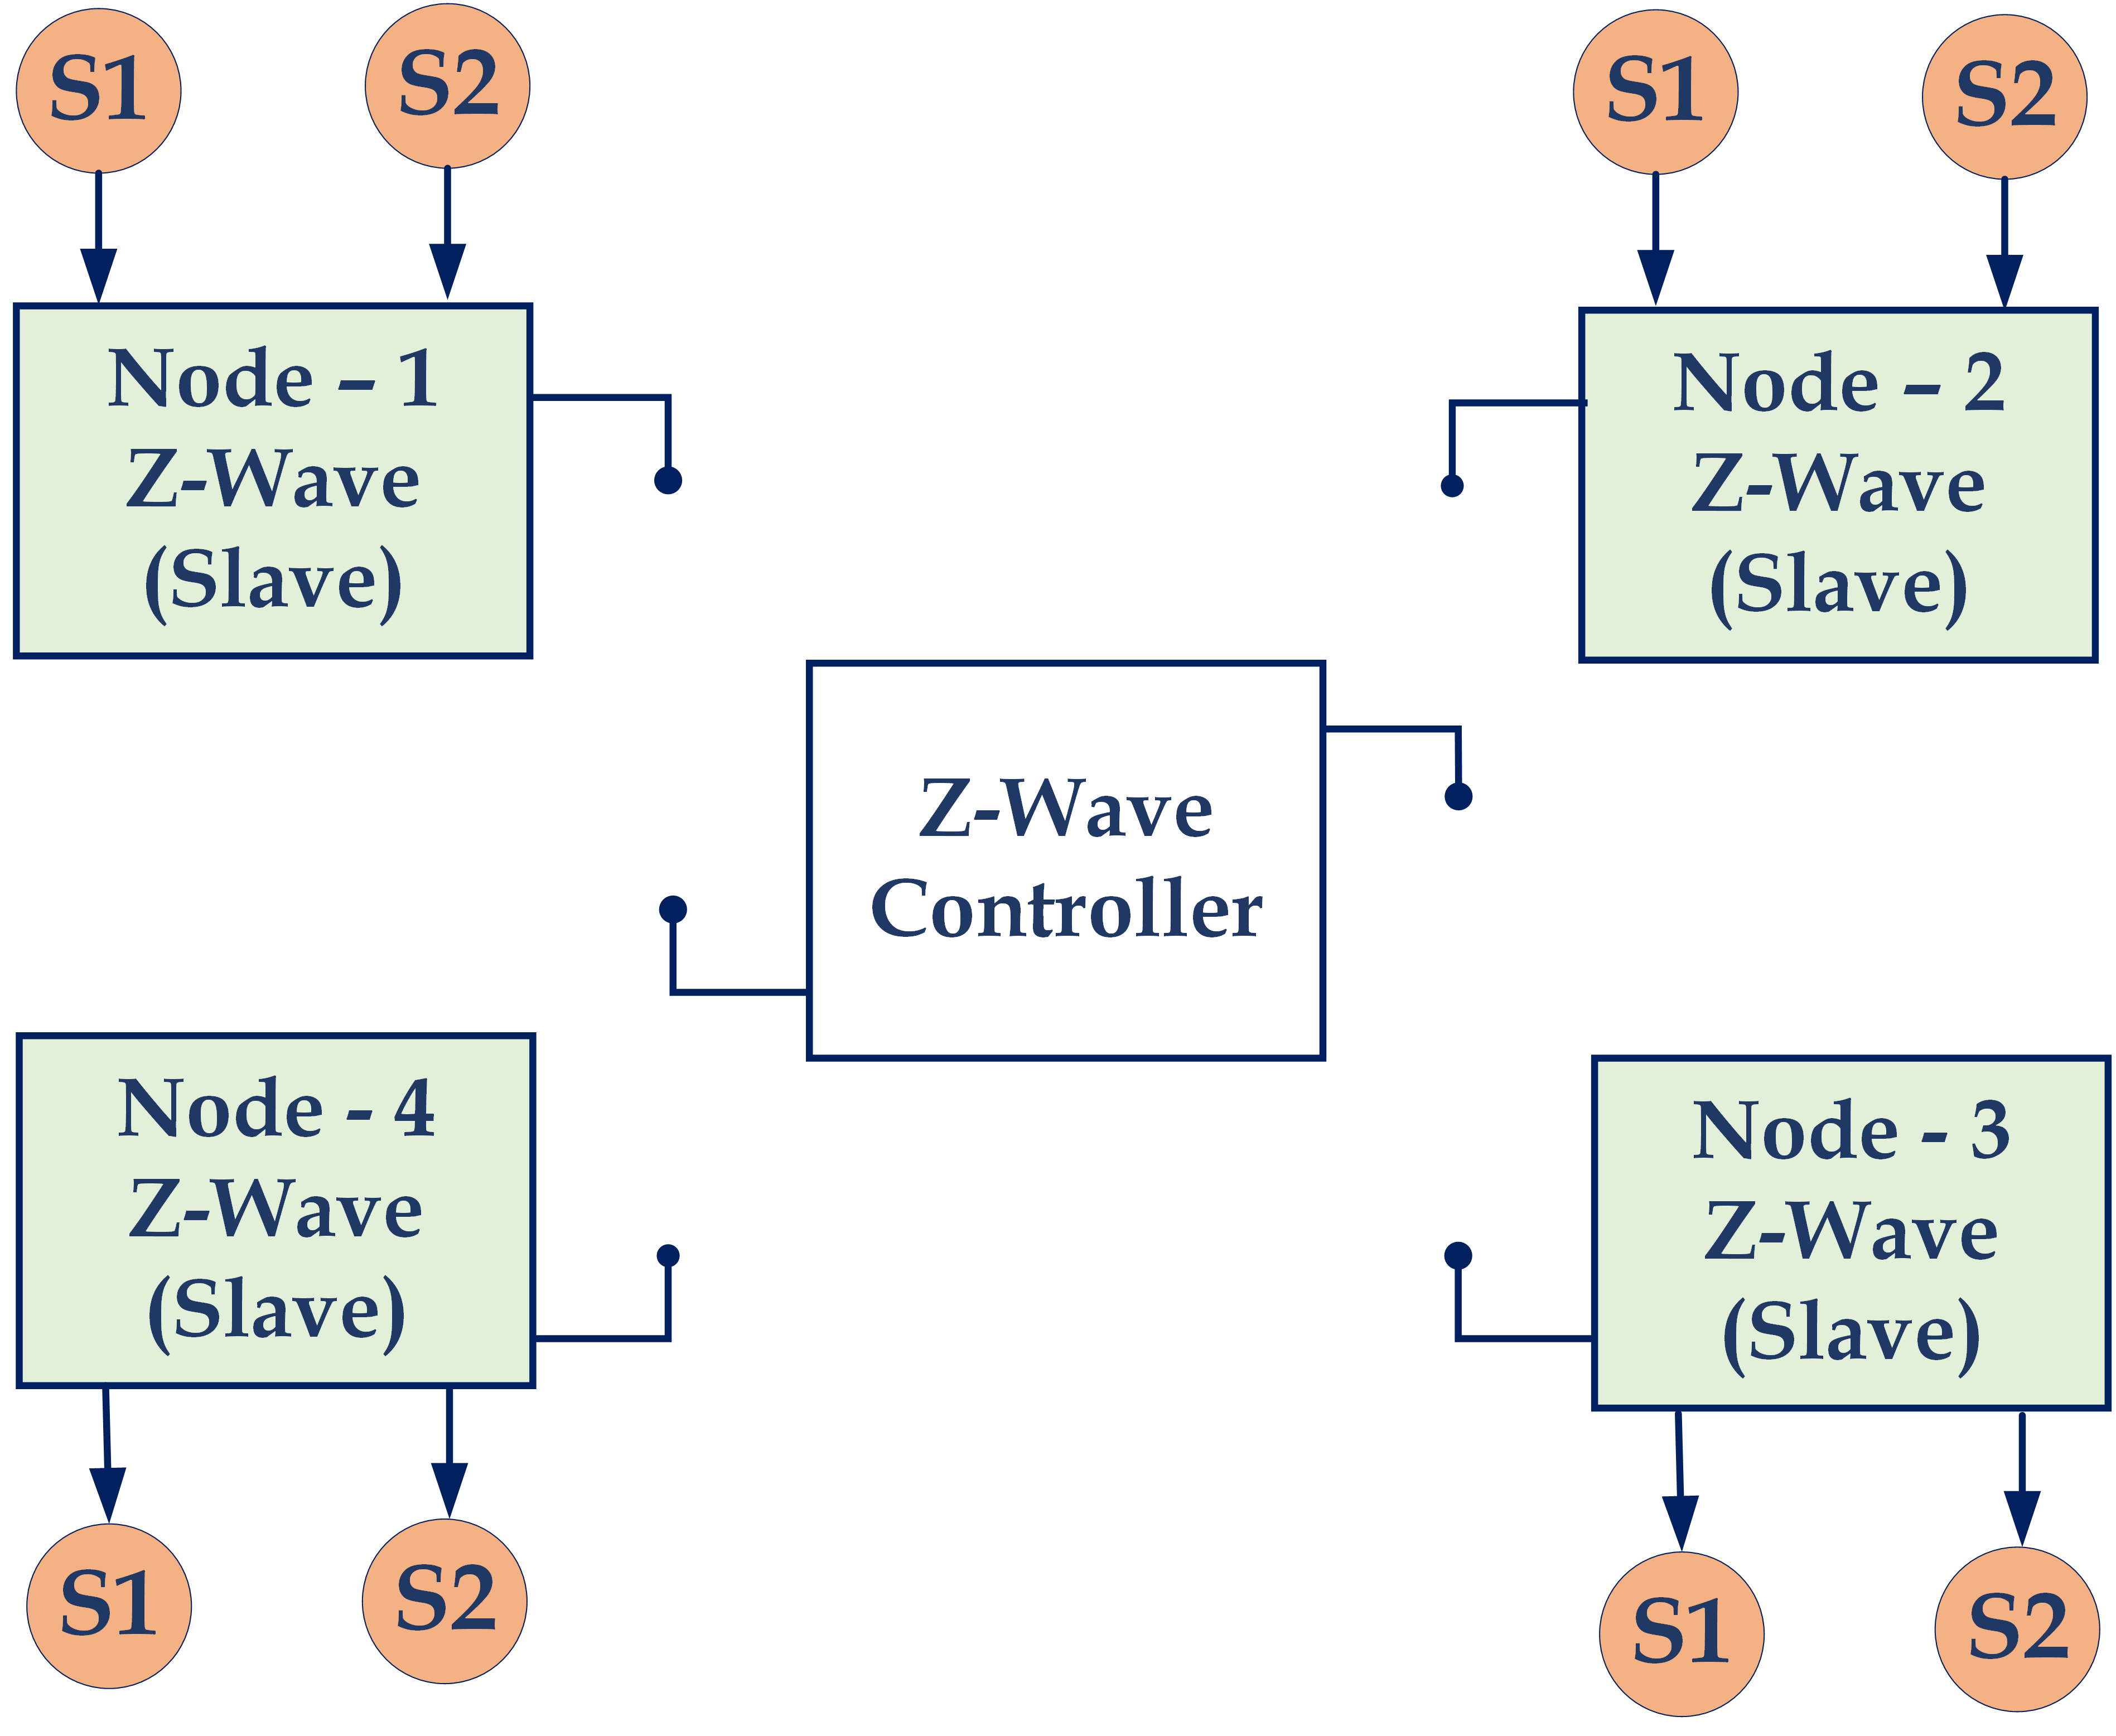 S1
S2
S1
S2
Node – 1
Z-Wave
(Slave)
Node – 2
Z-Wave
(Slave)
Z-Wave
Controller
Node - 4
Z-Wave
(Slave)
Node - 3
Z-Wave
(Slave)
S1
S2
S1
S2